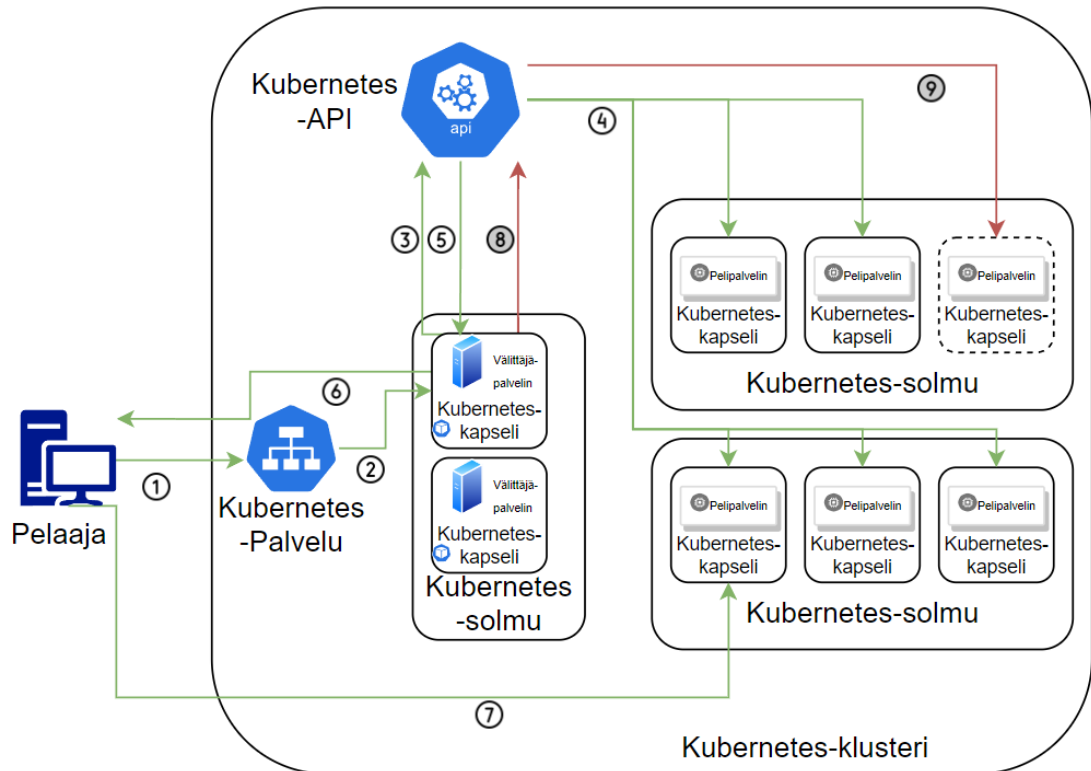 Kubernetes
-API
api
9
4
3
5
8
Pelipalvelin
Kubernetes-
kapseli
Pelipalvelin
Kubernetes-
kapseli
Pelipalvelin
Kubernetes-
kapseli
Kubernetes-solmu
Välittäjä-
palvelin
Kubernetes-
kapseli
Välittäjä-
palvelin
Kubernetes-
kapseli
Kubernetes
-solmu
6
1
2
Pelaaja
Kubernetes
-Palvelu
Pelipalvelin
Kubernetes-
kapseli
Pelipalvelin
Kubernetes-
kapseli
Pelipalvelin
Kubernetes-
kapseli
Kubernetes-solmu
7
Kubernetes-klusteri